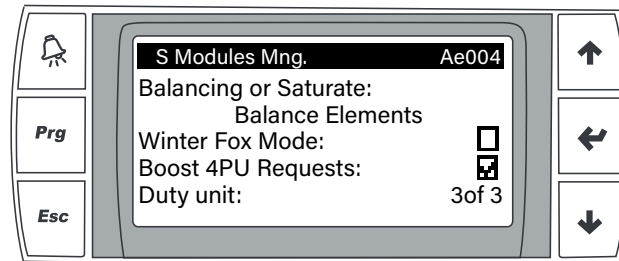 S Modules Mng. Ae004
Balancing or Saturate:
Balance Elements
Winter Fox Mode:
Boost 4PU Requests:
Duty unit: 3of 3
Prg
Esc